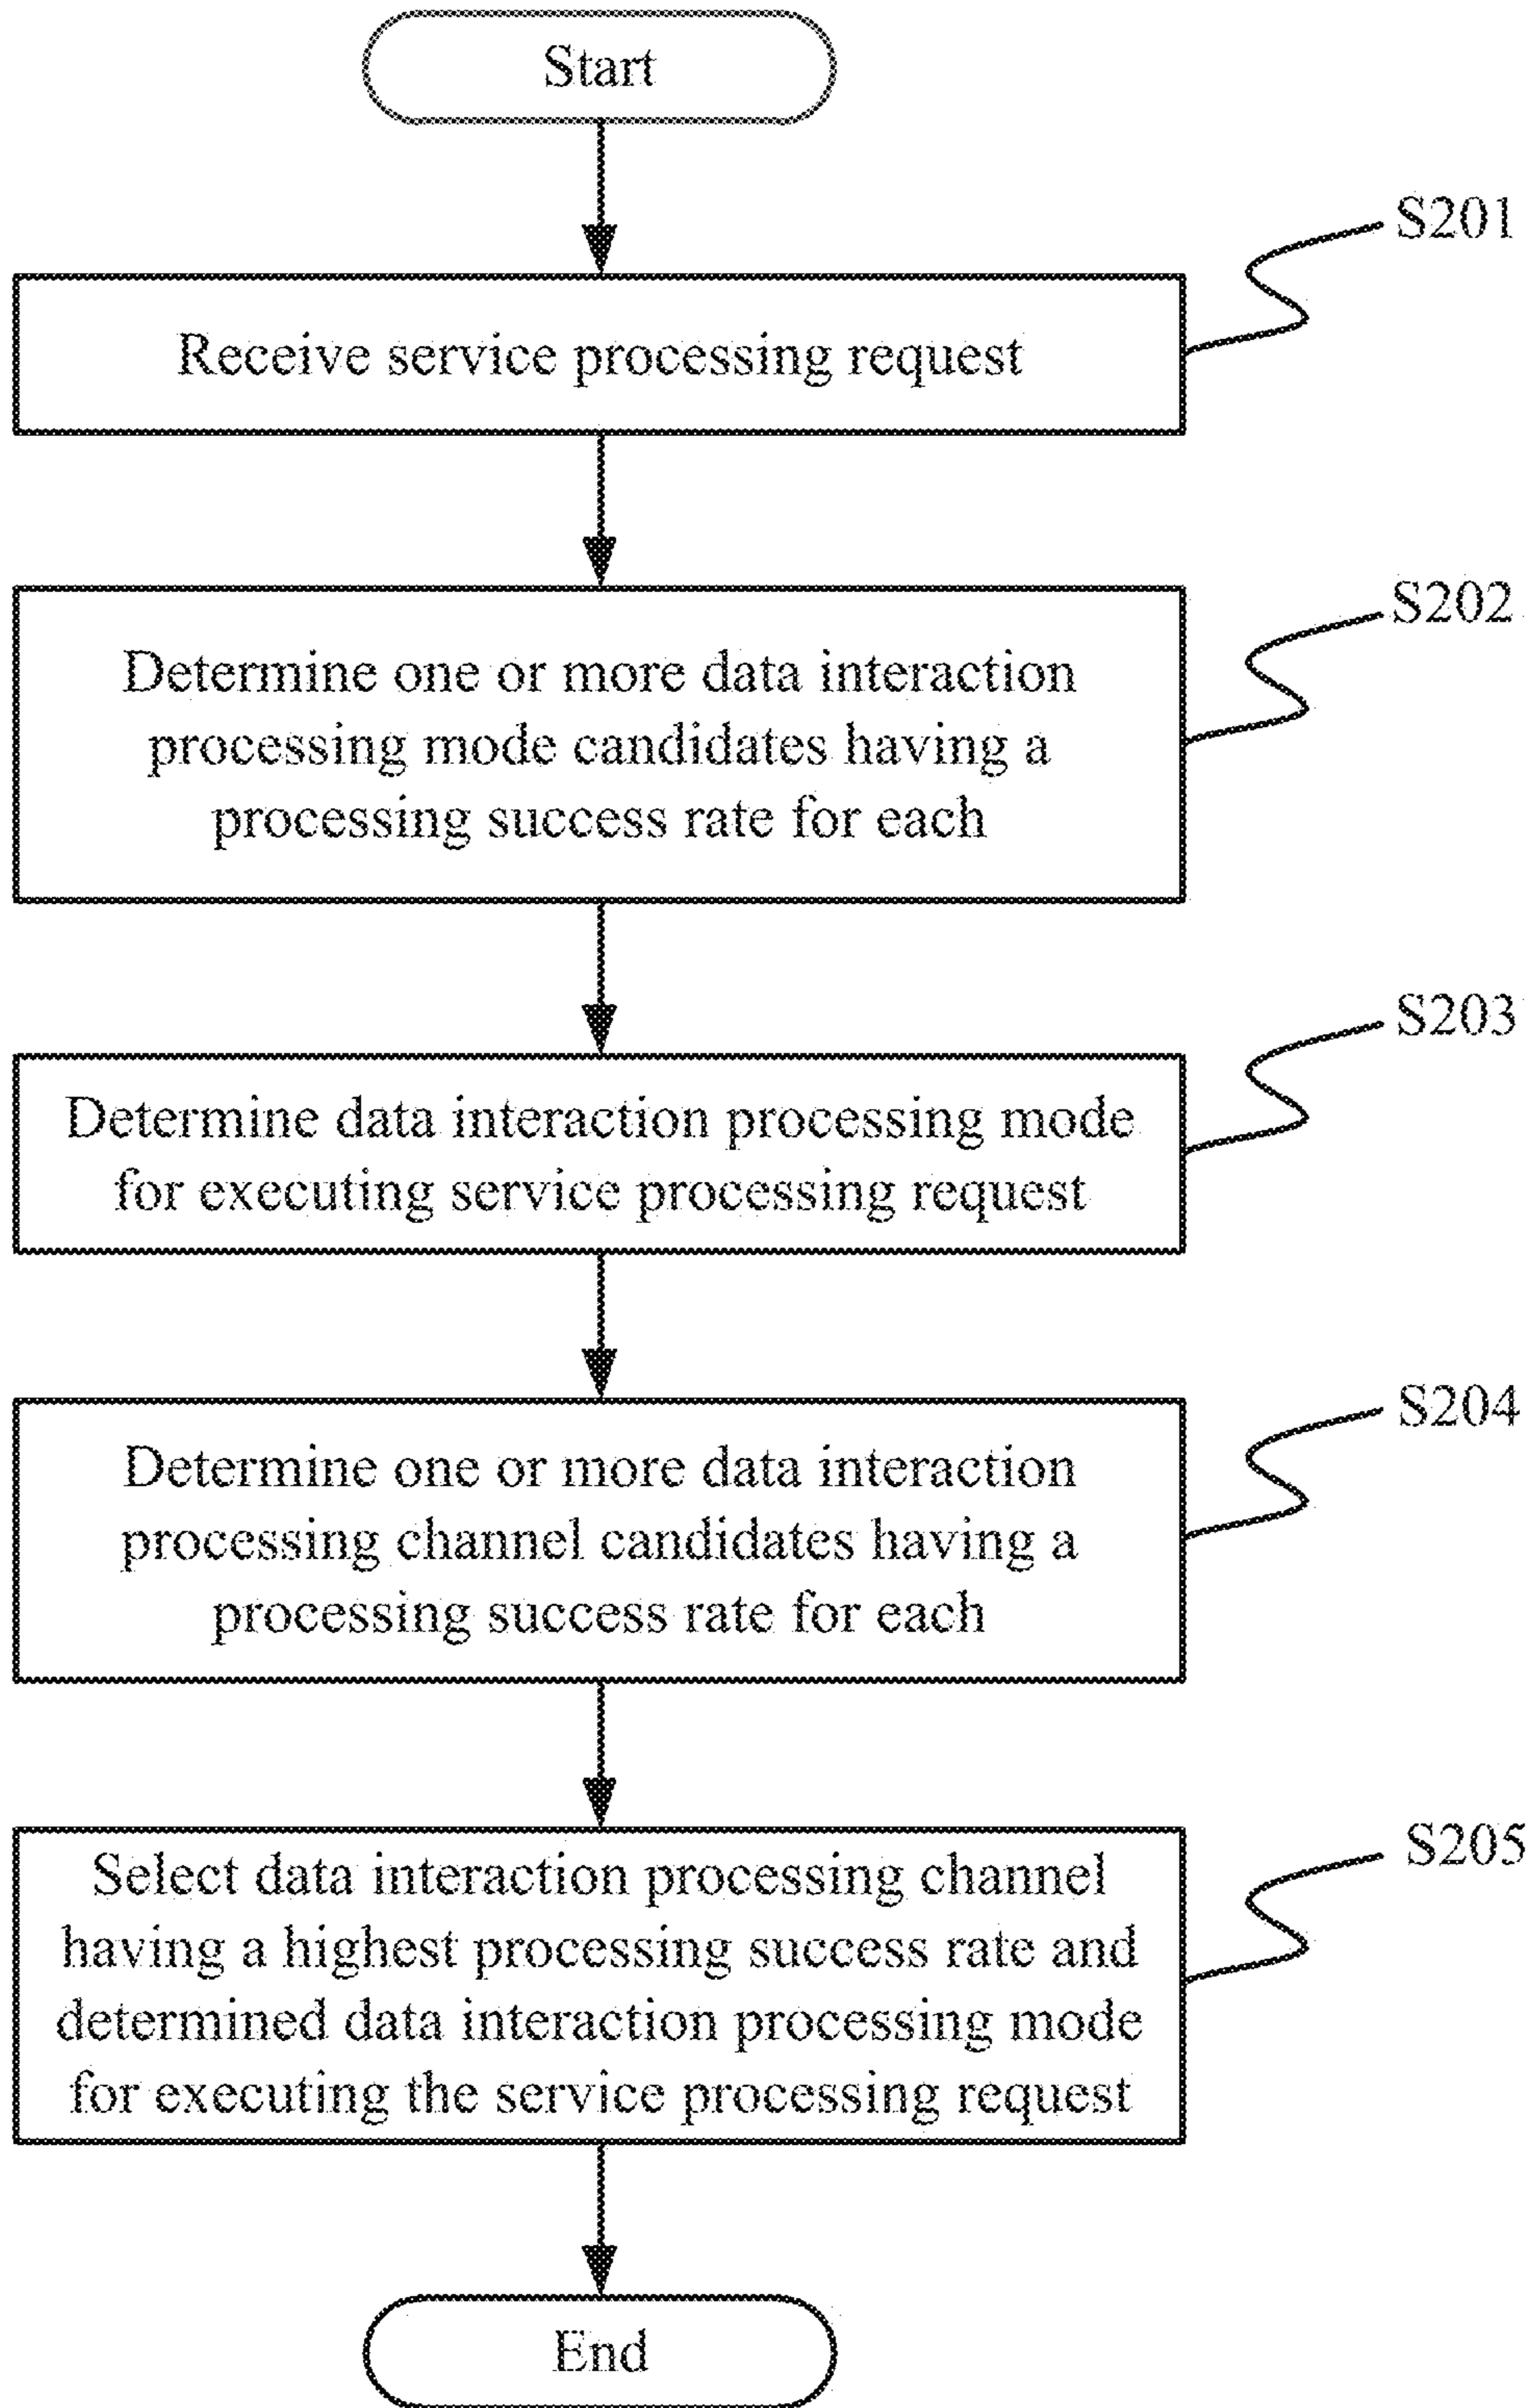 Start
S201
Receive service processing request
S202
Determine one or more data interaction
processing mode candidates having a
processing success rate for each
S203
Determine data interaction processing mode
for executing service processing request
S204
Determine one or more data interaction
processing channel candidates having a
processing success rate for each
S205
Select data interaction processing channel
having a highest processing success rate and
determined data interaction processing mode
for executing the service processing request
End